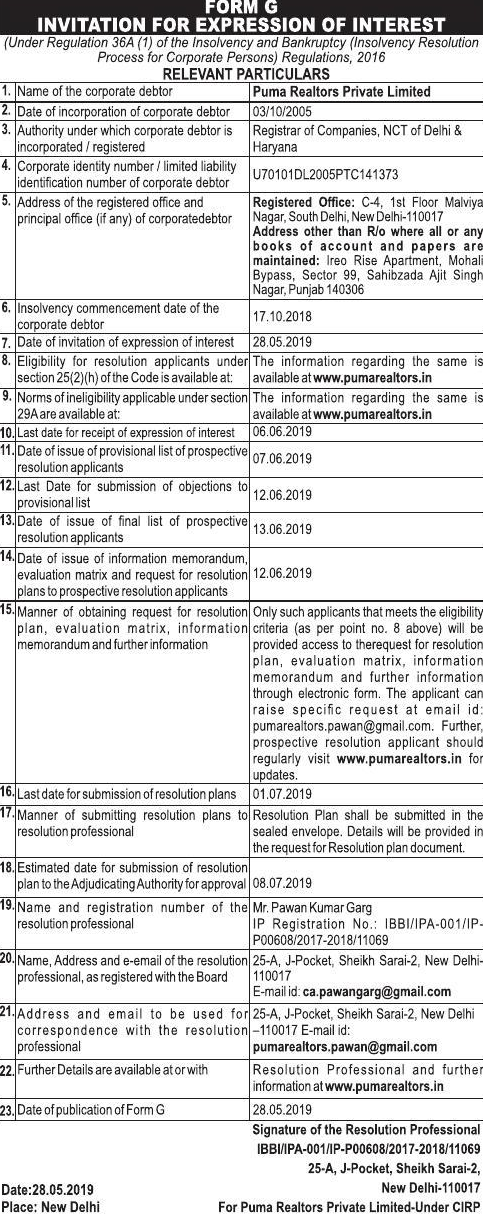 FORM G
INVITATION FOR EXPRESSION OF INTEREST
(Under Regulation 36A (1) of the Insolvency and Bankruptcy (Insolvency Resolution
Process for Corporate Persons) Regulations, 2016
RELEVANT PARTICULARS
1. Name of the corporate debtor
Puma Realtors Private Limited
2. Date of incorporation of corporate debtor
03/10/2005
3. Authority under which corporate debtor is
incorporated / registered
Registrar of Companies, NCT of Delhi &
Haryana
4. Corporate identity number / limited liability
identification number of corporate debtor
U70101DL2005PTC141373
5. Address of the registered office and
principal office (if any) of corporatedebtor
Registered Office: C-4, 1st Floor Malviya
Nagar, South Delhi, New Delhi-110017
Address other than R/o where all or any
books of account and papers are
maintained: Ireo Rise Apartment, Mohali
Bypass, Sector 99, Sahibzada Ajit Singh
Nagar, Punjab 140306
6. Insolvency commencement date of the
corporate debtor
17.10.2018
7. Date of invitation of expression of interest
28.05.2019
8. Eligibility for resolution applicants under
section 25(2)(h) of the Code is available at:
The information regarding the same is
available at www.pumarealtors.in
9. Norms of ineligibility applicable under section
29A are available at:
The information regarding the same is
available at www.pumarealtors.in
10. Last date for receipt of expression of interest
06.06.2019
11. Date of issue of provisional list of prospective
resolution applicants
07.06.2019
12. Last Date for submission of objections to
provisional list
12.06.2019
13. Date of issue of final list of prospective
resolution applicants
13.06.2019
14. Date of issue of information memorandum,
evaluation matrix and request for resolution
plans to prospective resolution applicants
12.06.2019
15. Manner of obtaining request for resolution
plan, evaluation matrix, information
memorandum and further information
Only such applicants that meets the eligibility
criteria (as per point no. 8 above) will be
provided access to therequest for resolution
plan, evaluation matrix, information
memorandum and further information
through electronic form. The applicant can
raise specific request at email id:
pumarealtors.pawan@gmail.com. Further,
prospective resolution applicant should
regularly visit www.pumarealtors.in for
updates.
16. Last date for submission of resolution plans
01.07.2019
17. Manner of submitting resolution plans to
resolution professional
Resolution Plan shall be submitted in the
sealed envelope. Details will be provided in
the request for Resolution plan document.
18. Estimated date for submission of resolution
plan to the Adjudicating Authority for approval
08.07.2019
19. Name and registration number of the
resolution professional
Mr. Pawan Kumar Garg
IP Registration No.: IBBI/IPA-001/IP-
P00608/2017-2018/11069
20. Name, Address and e-email of the resolution
professional, as registered with the Board
25-A, J-Pocket, Sheikh Sarai-2, New Delhi-
110017
E-mail id: ca.pawangarg@gmail.com
21. Address and email to be used for
correspondence with the resolution
professional
25-A, J-Pocket, Sheikh Sarai-2, New Delhi
–110017 E-mail id:
pumarealtors.pawan@gmail.com
22. Further Details are available at or with
Resolution Professional and further
information at www.pumarealtors.in
23. Date of publication of Form G
28.05.2019
Signature of the Resolution Professional
IBBI/IPA-001/IP-P00608/2017-2018/11069
25-A, J-Pocket, Sheikh Sarai-2,
Date:28.05.2019 New Delhi-110017
Place: New Delhi For Puma Realtors Private Limited-Under CIRP